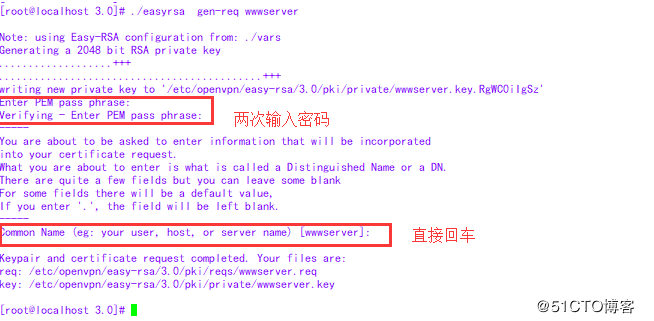 [root@localhost 3.0]# ./easyrsa  gen-req wwwserver
Note: using Easy-RSA configuration from: ./vars
Generating a 2048 bit RSA private key
...................+++
............................................+++
writing new private key to '/etc/openvpn/easy-rsa/3.0/pki/private/wwwserver.key.RgWCOiIgSz'
Enter PEM pass phrase:
Verifying - Enter PEM pass phrase:
两次输入密码
-----
You are about to be asked to enter information that will be incorporated
into your certificate request.
What you are about to enter is what is called a Distinguished Name or a DN.
There are quite a few fields but you can leave some blank
For some fields there will be a default value,
If you enter '.', the field will be left blank.
-----
Common Name (eg: your user, host, or server name) [wwwserver]:
直接回车
Keypair and certificate request completed. Your files are:
req: /etc/openvpn/easy-rsa/3.0/pki/reqs/wwwserver.req
key: /etc/openvpn/easy-rsa/3.0/pki/private/wwwserver.key
[root@localhost 3.0]#
@51CTO博客